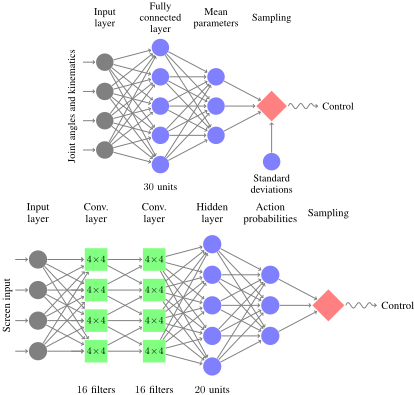 Input
layer
Fully
connected
layer
Mean
parameters
Sampling
Joint angles and kinematics
Control
30 units
Standard
deviations
Input
layer
Conv.
layer
Conv.
layer
Hidden
layer
Action
probabilities
Sampling
Screen input
4×4
4×4
4×4
4×4
4×4
4×4
4×4
4×4
Control
16 filters
16 filters
20 units